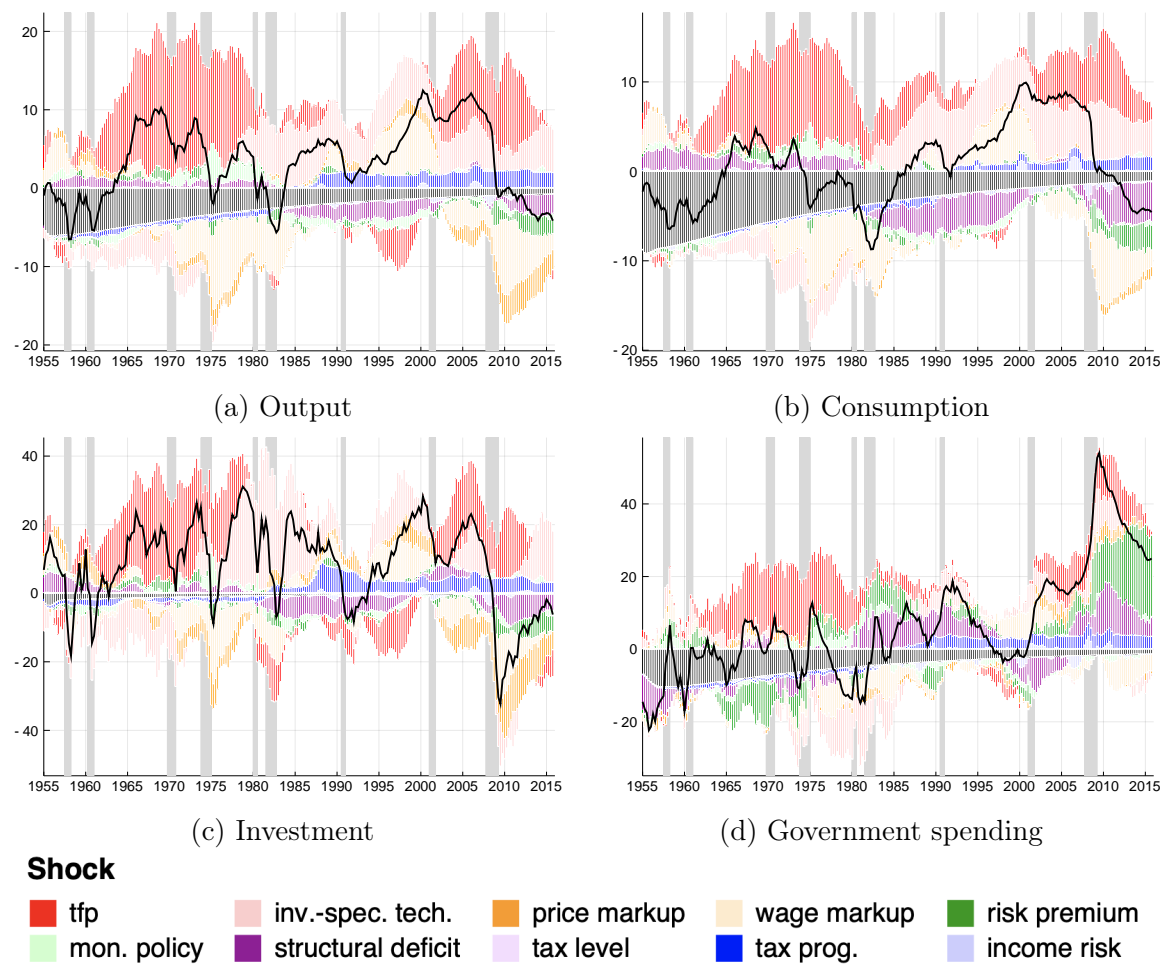 20
10
0
- 10
- 20
1955 1960 1965 1970 1975 1980 1985 1990 1995 2000 2005 2010 2015
(a) Output
10
0
- 10
- 20
1955 1960 1965 1970 1975 1980 1985 1990 1995 2000 2005 2010 2015
(b) Consumption
40
20
0
- 20
- 40
1955 1960 1965 1970 1975 1980 1985 1990 1995 2000 2005 2010 2015
(c) Investment
40
20
0
- 20
1955 1960 1965 1970 1975 1980 1985 1990 1995 2000 2005 2010 2015
(d) Government spending
Shock
tfp inv.-spec. tech. price markup wage markup risk premium
mon. policy structural deficit tax level tax prog. income risk